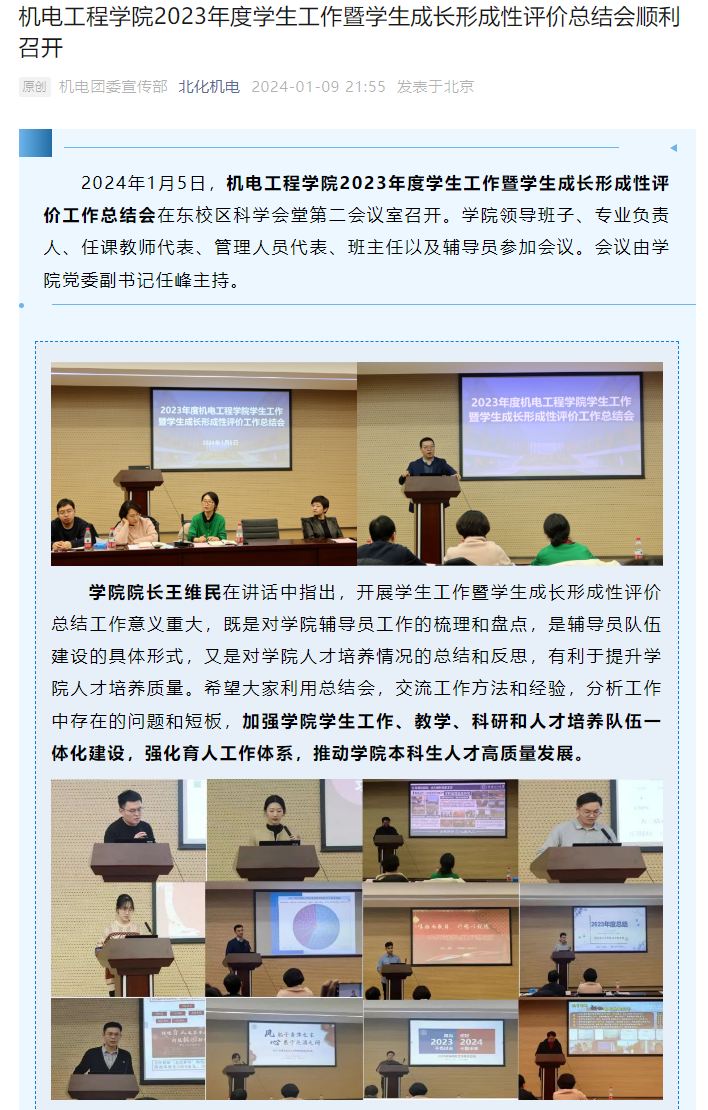 机电工程学院2023年度学生工作暨学生成长形成性评价总结会顺利
召开
原创 机电团委宣传部 北化机电 2024-01-09 21:55 发表于北京
2024年1月5日，机电工程学院2023年度学生工作暨学生成长形成性评
价工作总结会在东校区科学会堂第二会议室召开。学院领导班子、专业负责
人、任课教师代表、管理人员代表、班主任以及辅导员参加会议。会议由学
院党委副书记任峰主持。
2023年度机电工程学院学生工作
暨学生成长形成性评价工作总结会
2024年1月5日
2023年度机电工程学院学生工作
暨学生成长形成性评价工作总结会
学院院长王维民在讲话中指出，开展学生工作暨学生成长形成性评价
总结工作意义重大，既是对学院辅导员工作的梳理和盘点，是辅导员队伍
建设的具体形式，又是对学院人才培养情况的总结和反思，有利于提升学
院人才培养质量。希望大家利用总结会，交流工作方法和经验，分析工作
中存在的问题和短板，加强学院学生工作、教学、科研和人才培养队伍一
体化建设，强化育人工作体系，推动学院本科生人才高质量发展。
2023年度总结
2023 2024